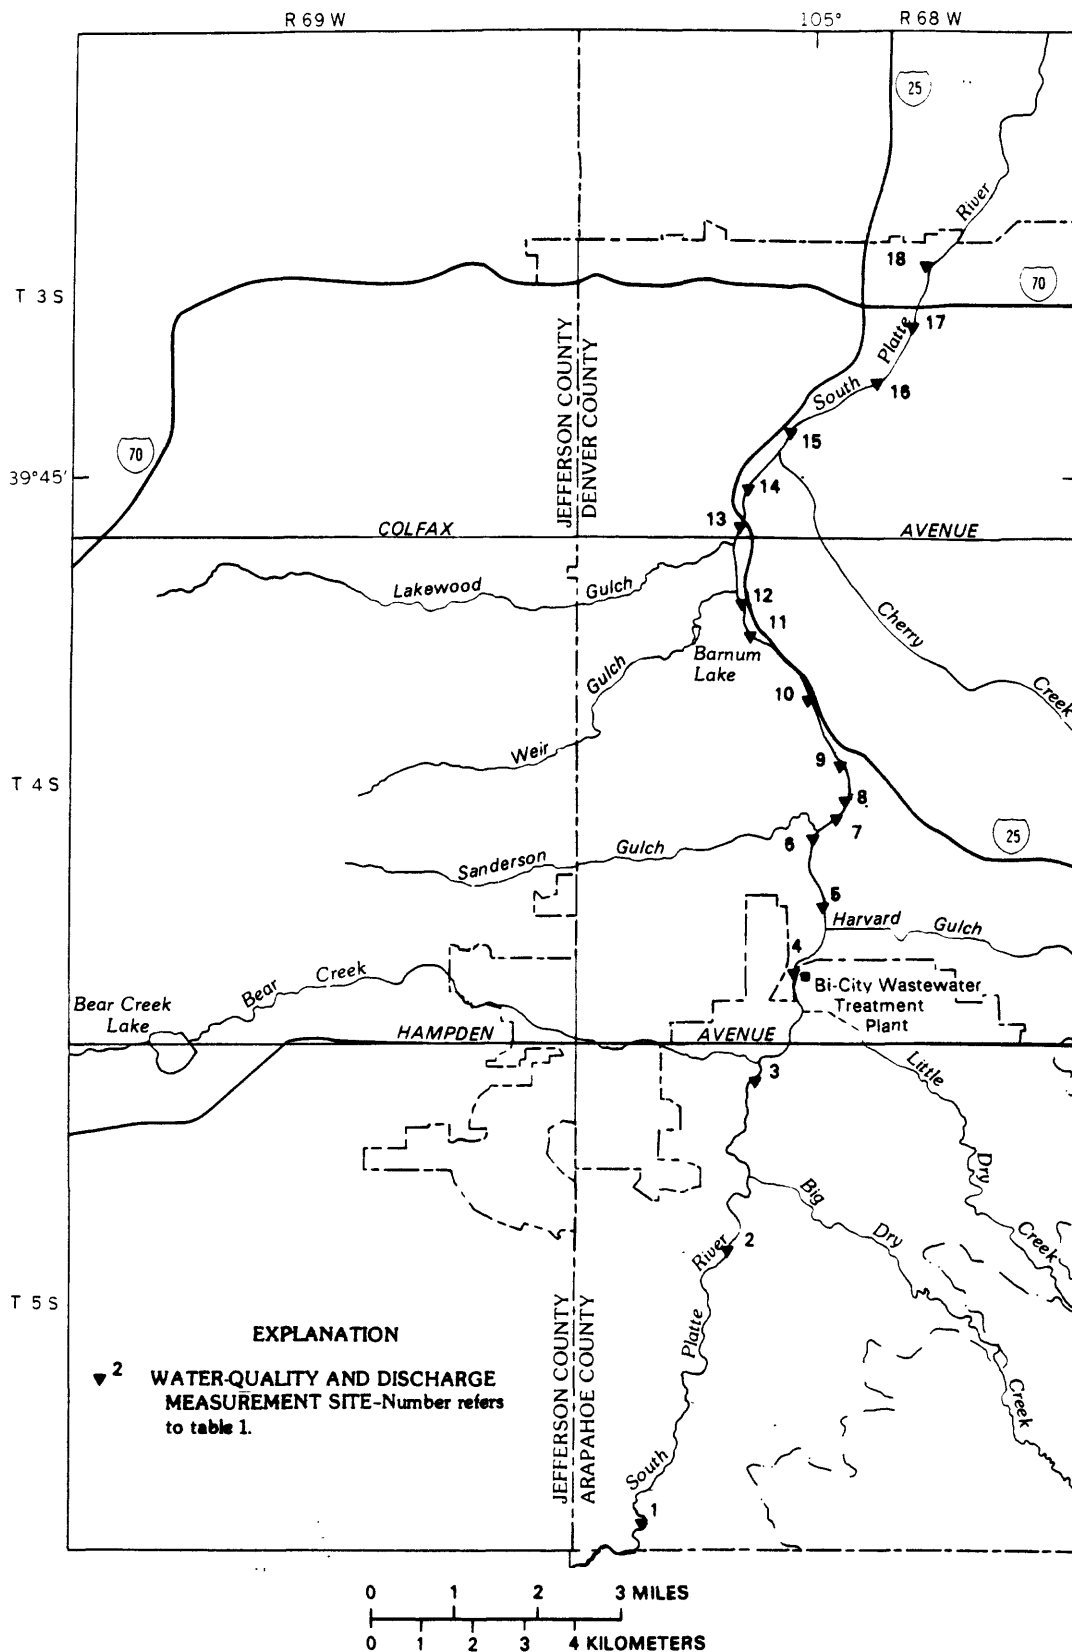 R 69 W
105°
R 68 W
25
River
18
70
T 3 S
17
Platte
JEFFERSON COUNTY
DENVER COUNTY
16
South
15
70
39°45'
14
13
COLFAX
AVENUE
Lakewood
Gulch
12
Cherry
11
Barnum
Lake
Gulch
Creek
10
Weir
9
T 4 S
8
7
25
6
Gulch
Sanderson
5
Harvard
Gulch
4
Bear
Creek
Bi-City Wastewater
Treatment
Plant
Bear Creek
Lake
HAMPDEN
AVENUE
Little
3
Dry
Big
Dry
Creek
2
River
T 5 S
Platte
JEFFERSON COUNTY
ARAPAHOE COUNTY
EXPLANATION
2
WATER-QUALITY AND DISCHARGE
MEASUREMENT SITE-Number refers
to table 1.
Creek
South
1
0 1 2 3 MILES
0 1 2 3 4 KILOMETERS